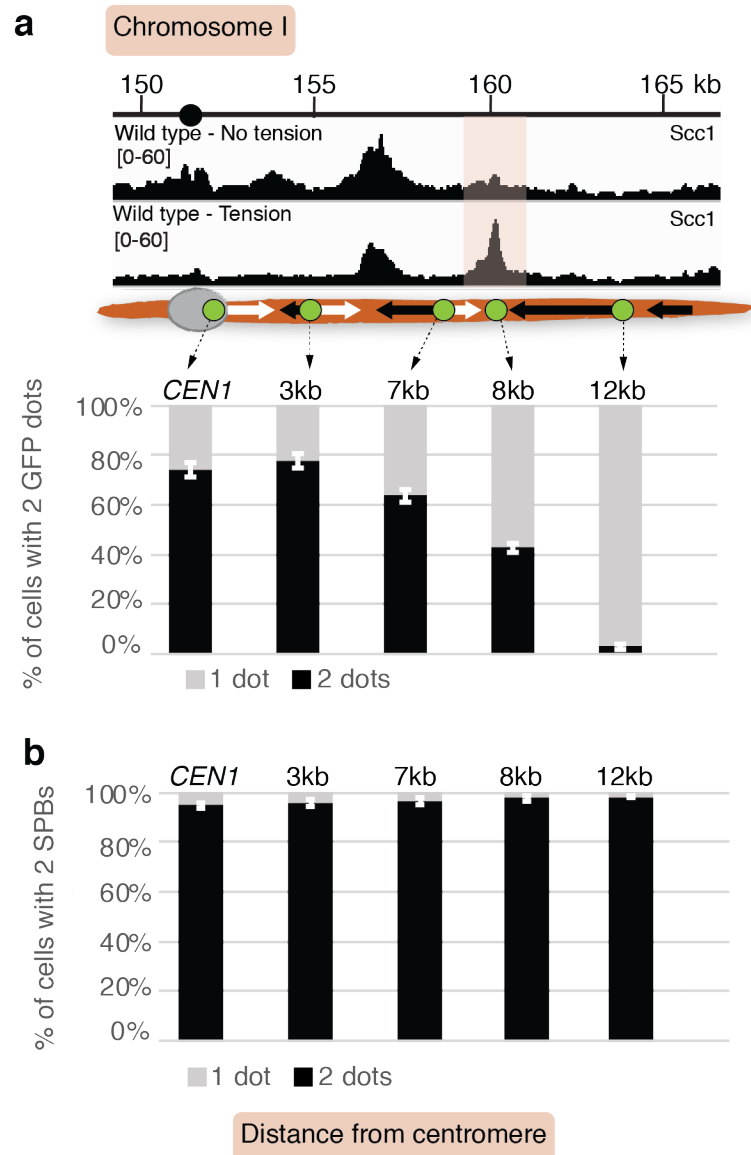 a
Chromosome I
150 155 160 165 kb
Wild type - No tension Scc1
[0-60]
Wild type - Tension Scc1
[0-60]
CEN1 3kb 7kb 8kb 12kb
% of cells with 2 GFP dots
100%
80%
60%
40%
20%
0%
1 dot 2 dots
b
CEN1 3kb 7kb 8kb 12kb
% of cells with 2 SPBs
100%
80%
60%
40%
20%
0%
1 dot 2 dots
Distance from centromere